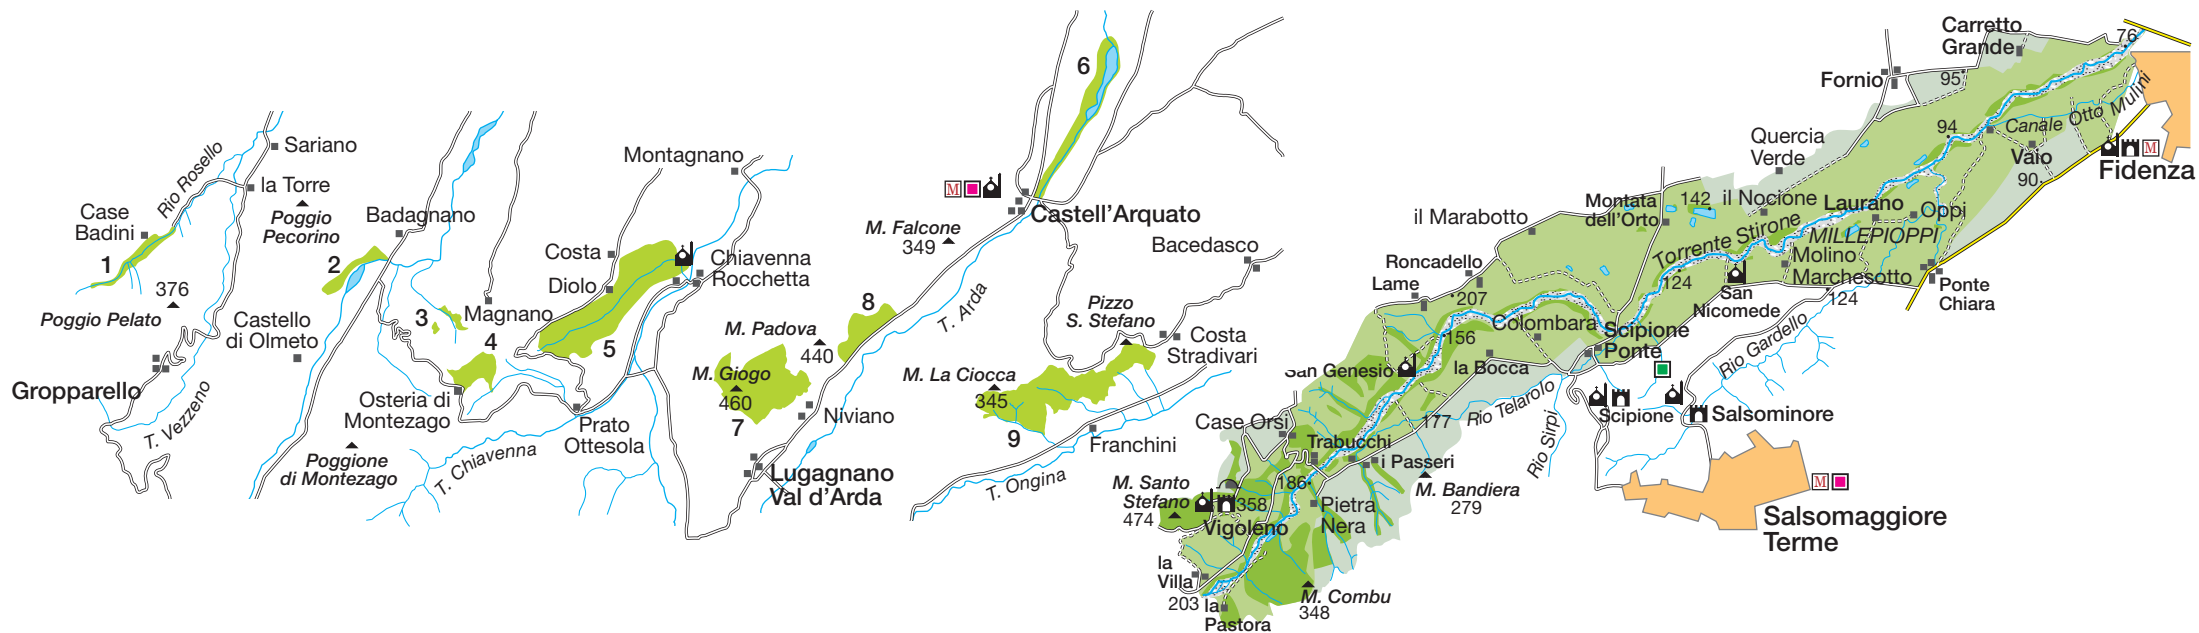 Sariano
la Torre
Rio Rosello
Case
Badini
Poggio
Pecorino
1
376
Poggio Pelato
Gropparello
T. Vezzeno
Castello
di Olmeto
Badagnano
2
3
Magnano
4
Osteria di
Montezago
Poggione
di Montezago
T. Chiavenna
Montagnano
Costa
Diolo
Chiavenna
Rocchetta
5
Prato
Ottesola
M. Padova
440
M. Giogo
460
7
8
Niviano
Lugagnano
Val d'Arda
6
M
Castell'Arquato
M. Falcone
349
T. Arda
Bacedasco
Pizzo
S. Stefano
Costa
Stradivari
M. La Ciocca
345
9
Franchini
T. Ongina
Carretto
Grande
76
Fornio
95
94
Canale Otto Mulini
Quercia
Verde
Vaio
90
M
Fidenza
Montata
dell'Orto
142
il Nocione
Laurano
Oppi
il Marabotto
Torrente Stirone
MILLEPIOPPI
Molino
Marchesotto
Roncadello
Lame
207
124
San
Nicomede
124
Ponte
Chiara
156
Colombara
Scipione
Ponte
Rio Gardello
San Genesio
la Bocca
Rio Telarolo
177
Rio Sirpi
Scipione
Salsominore
Case Orsi
Trabucchi
i Passeri
M. Bandiera
279
M. Santo
Stefano
474
186
358
Vigoleno
Pietra
Nera
M
Salsomaggiore
Terme
la
Villa
203
la
Pastora
M. Combu
348